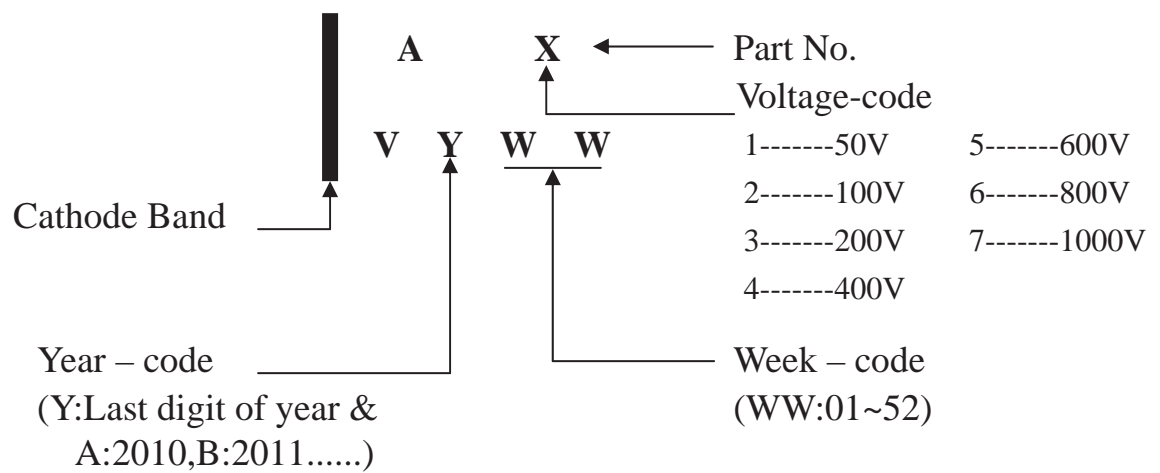 A X Part No.
Voltage-code
V Y W W
1-------50V 5-------600V
2-------100V 6-------800V
3-------200V 7-------1000V
4-------400V
Cathode Band
Year – code
(Y:Last digit of year &
A:2010,B:2011......)
Week – code
(WW:01~52)